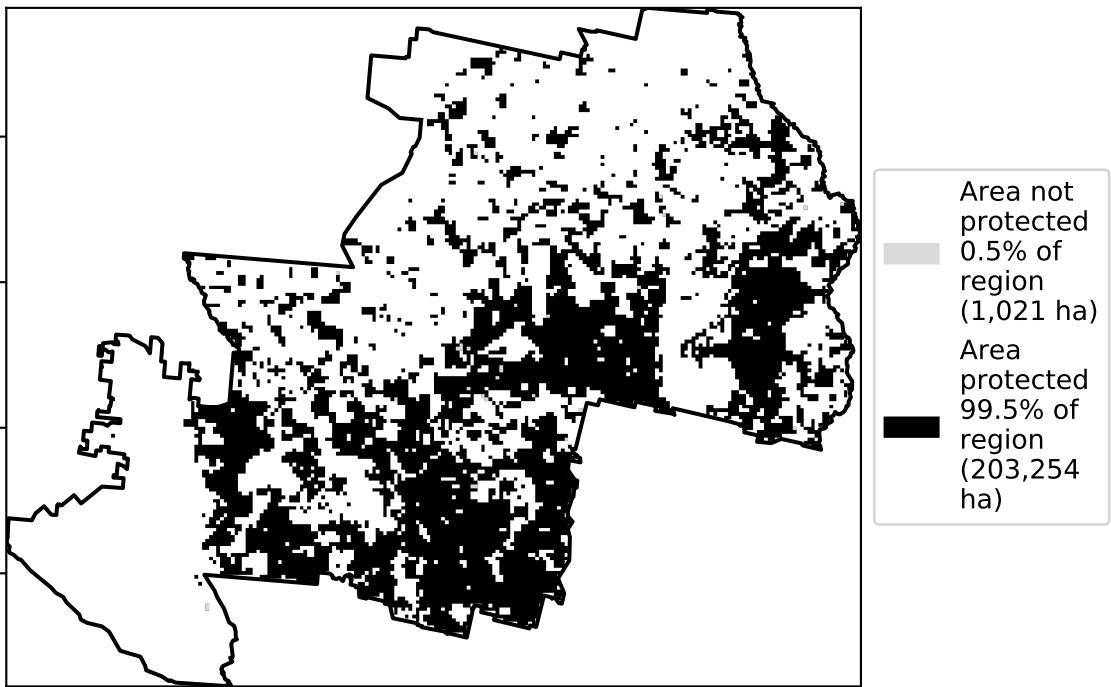 Area not
protected
0.5% of
region
(1,021 ha)
Area
protected
99.5% of
region
(203,254
ha)